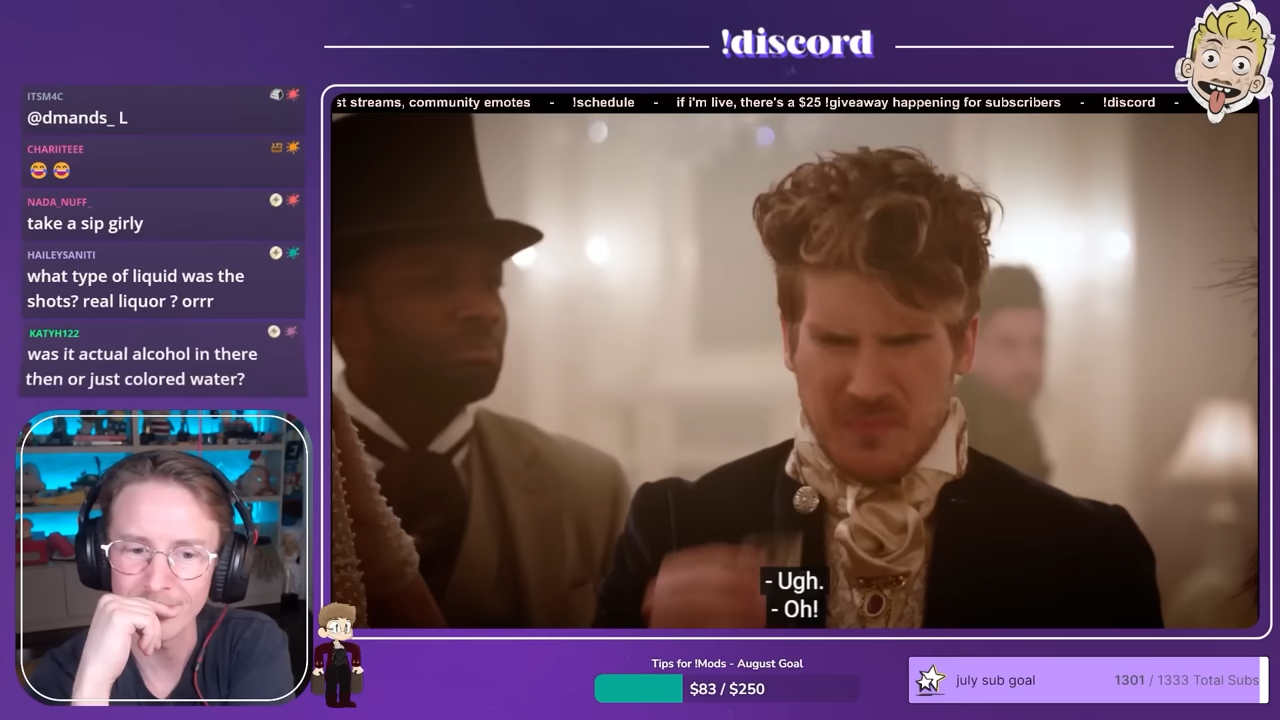 !discord
st streams, community emotes - !schedule - if i'm live, there's a $25 !giveaway happening for subscribers - !discord -
ITSM4C
@dmands_ L
CHARIITEEE
😂 😂
NADA_NUFF_
take a sip girly
HAILEYSANITI
what type of liquid was the
shots? real liquor ? orrr
KATYH122
was it actual alcohol in there
then or just colored water?
- Ugh.
- Oh!
Tips for !Mods - August Goal
$83 / $250
july sub goal
1301 / 1333 Total Subs